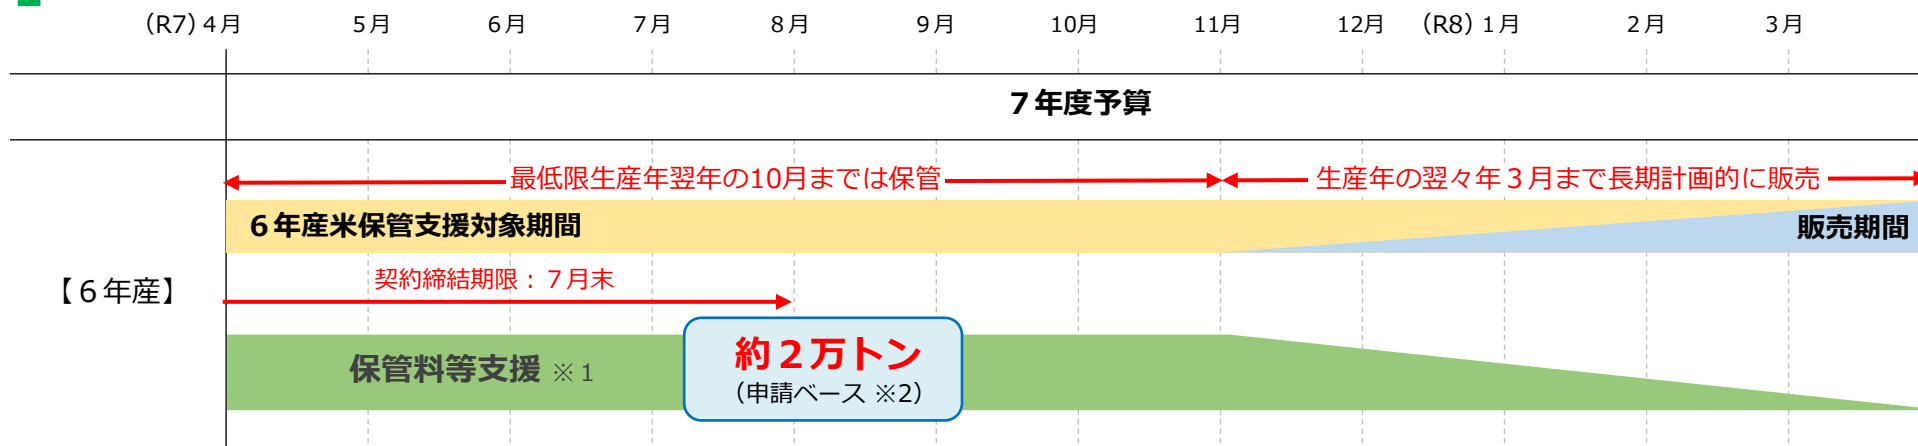 （R7）4月 5月 6月 7月 8月 9月 10月 11月 12月 （R8）1月 2月 3月
７年度予算
最低限生産年翌年の10月までは保管 生産年の翌々年３月まで長期計画的に販売
６年産米保管支援対象期間 販売期間
契約締結期限：７月末
【６年産】
保管料等支援 ※１
約２万トン
（申請ベース ※2）